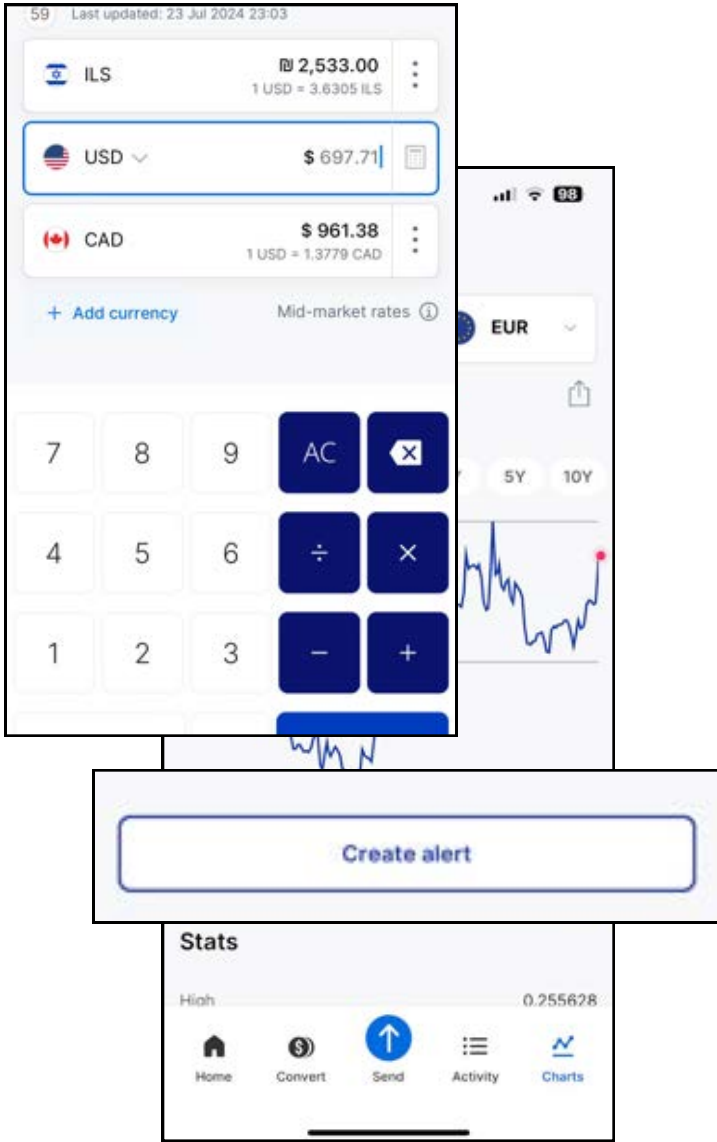 59 Last updated: 23 Jul 2024 23:03
ILS ₪ 2,533.00
1 USD = 3.6305 ILS
USD $ 697.71
CAD $ 961.38
1 USD = 1.3779 CAD
+ Add currency Mid-market rates
98
EUR
7 8 9 AC
5Y 10Y
4 5 6 ÷ ×
1 2 3 − +
Create alert
Stats
High 0.255628
Home Convert Send Activity Charts